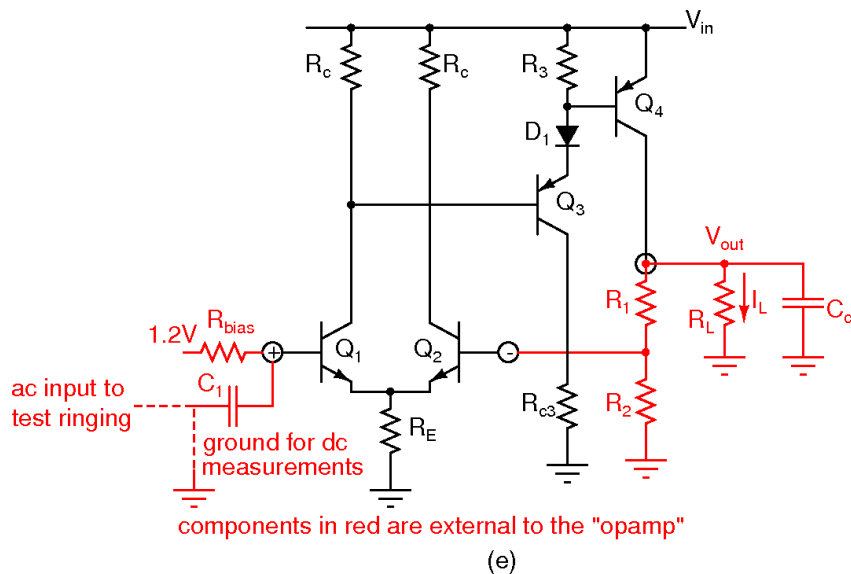 V_in
R_c
R_c
R_3
Q_4
D_1
Q_3
V_out
1.2V
R_bias
+
Q_1
Q_2
-
R_1
R_L
I_L
C_c
C_1
ac input to
test ringing
R_E
R_c3
R_2
ground for dc
measurements
components in red are external to the "opamp"
(e)